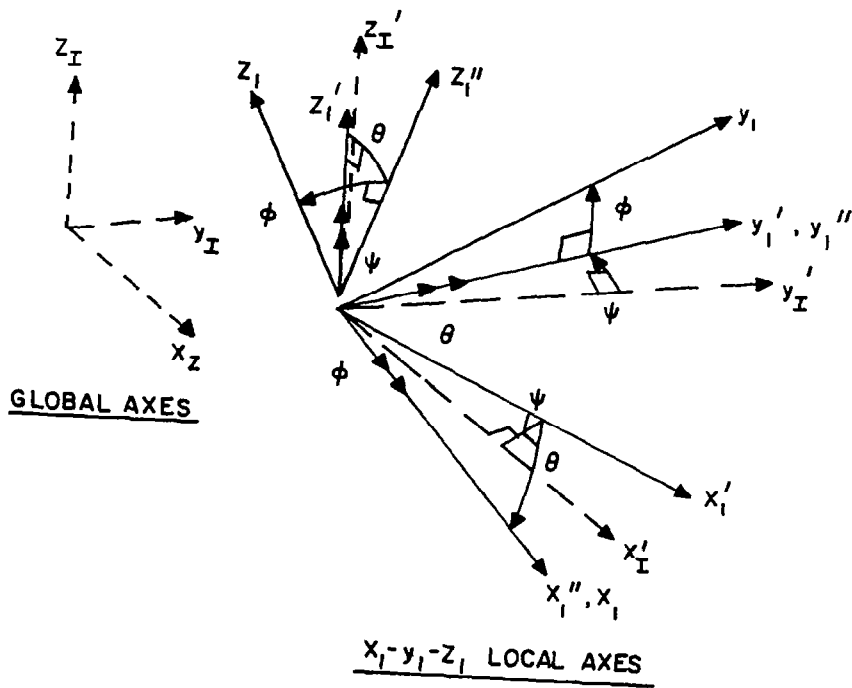 Z_I
y_I
X_Z
GLOBAL AXES
Z_1
Z_1'
Z_I'
Z_1''
θ
ϕ
ψ
y_1
ϕ
y_1', y_1''
y_I'
ψ
θ
ϕ
ψ
θ
X_1'
X_I'
X_1'', X_1
X_1-y_1-Z_1 LOCAL AXES